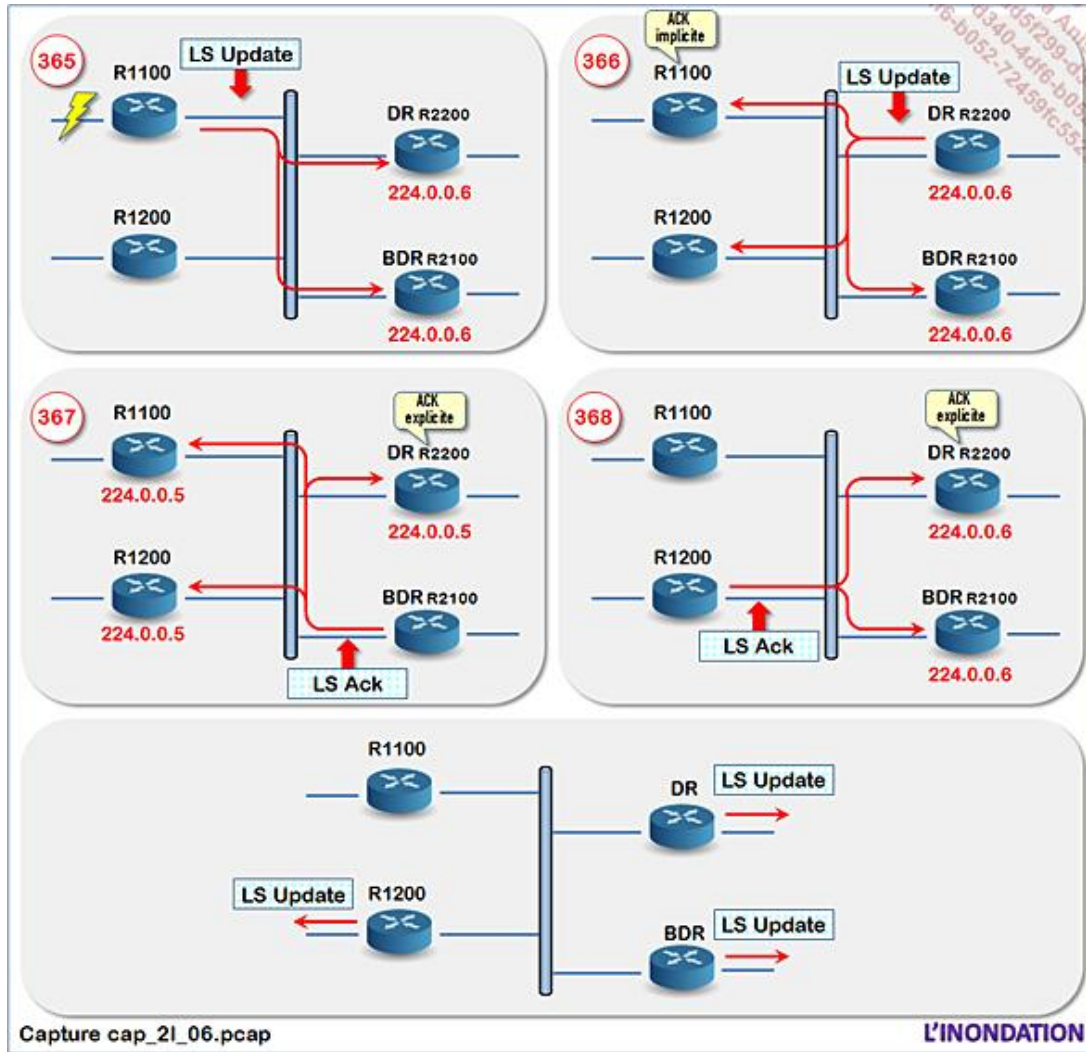 365
R1100
LS Update
DR R2200
224.0.0.6
R1200
BDR R2100
224.0.0.6
366
ACK
implicite
R1100
LS Update
DR R2200
224.0.0.6
R1200
BDR R2100
224.0.0.6
367
R1100
224.0.0.5
ACK
explicite
DR R2200
224.0.0.5
R1200
224.0.0.5
BDR R2100
LS Ack
368
R1100
ACK
explicite
DR R2200
224.0.0.6
R1200
LS Ack
BDR R2100
224.0.0.6
R1100
DR
LS Update
LS Update
R1200
BDR
LS Update
Capture cap_2l_06.pcap
L'INONDATION